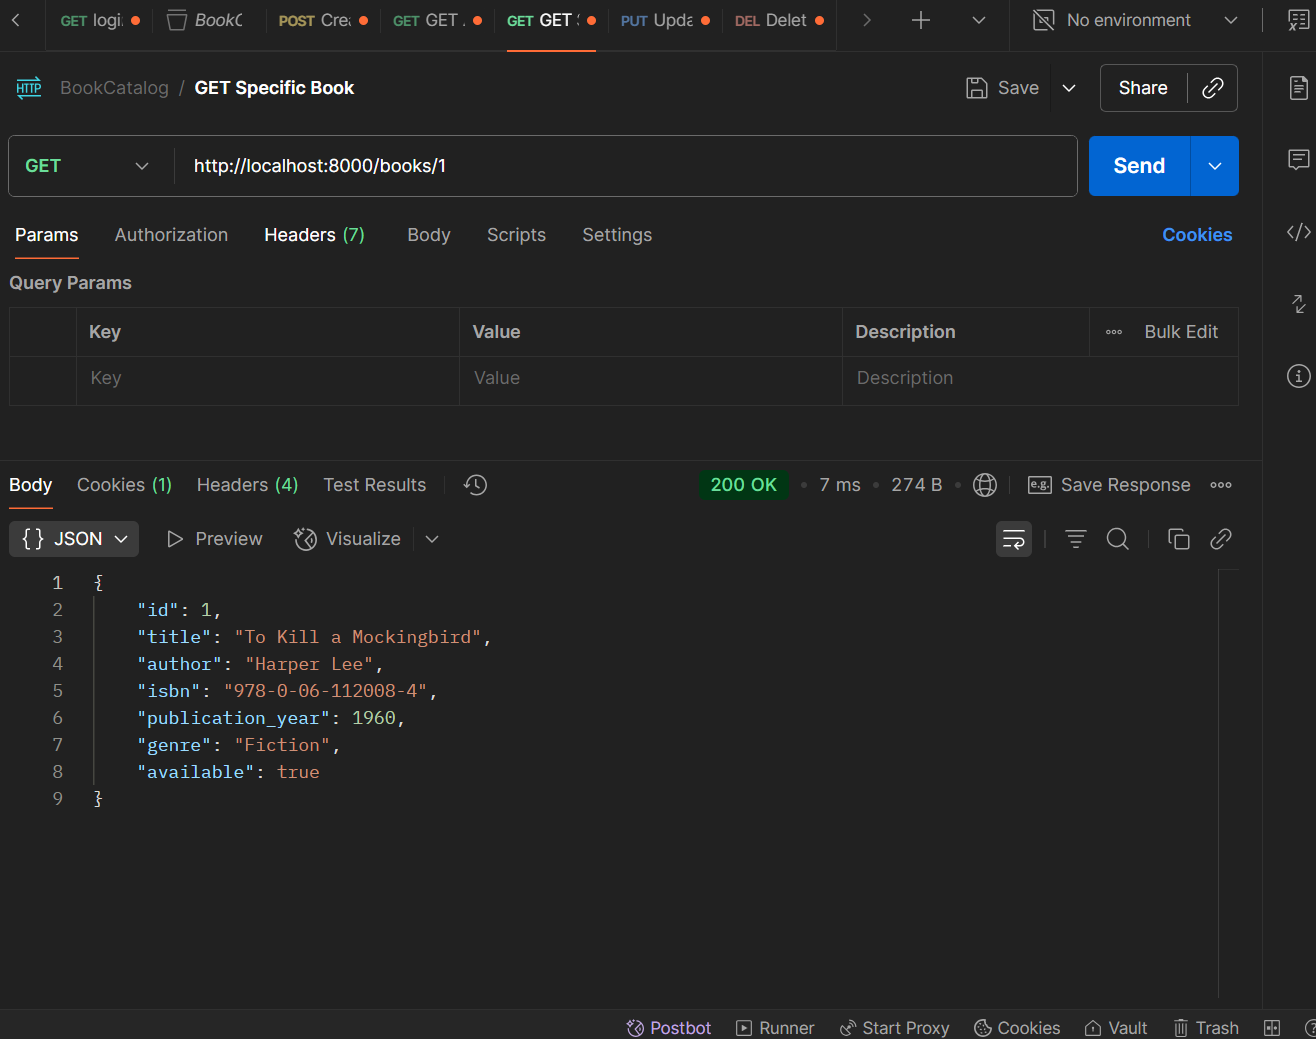 GET logi
BookC
POST Crea
GET GET .
GET GET S
PUT Upda
DEL Delet
No environment
HTTP BookCatalog / GET Specific Book
Save
Share
GET http://localhost:8000/books/1
Send
Params Authorization Headers (7) Body Scripts Settings
Cookies
Query Params
Key Value Description Bulk Edit
Key Value Description
Body Cookies (1) Headers (4) Test Results
200 OK • 7 ms • 274 B
e.g. Save Response
{} JSON Preview Visualize
1 {
2 "id": 1,
3 "title": "To Kill a Mockingbird",
4 "author": "Harper Lee",
5 "isbn": "978-0-06-112008-4",
6 "publication_year": 1960,
7 "genre": "Fiction",
8 "available": true
9 }
Postbot Runner Start Proxy Cookies Vault Trash